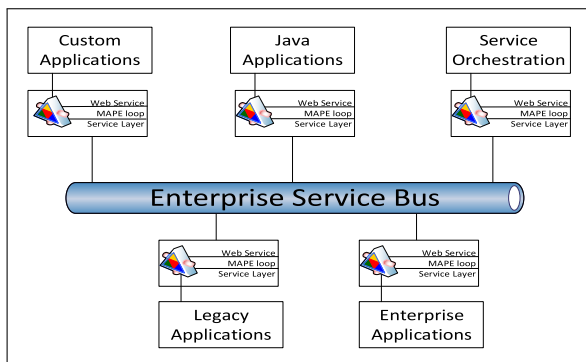 Custom
Applications
Java
Applications
Service
Orchestration
Web Service
MAPE loop
Service Layer
Web Service
MAPE loop
Service Layer
Web Service
MAPE loop
Service Layer
Enterprise Service Bus
Web Service
MAPE loop
Service Layer
Web Service
MAPE loop
Service Layer
Legacy
Applications
Enterprise
Applications